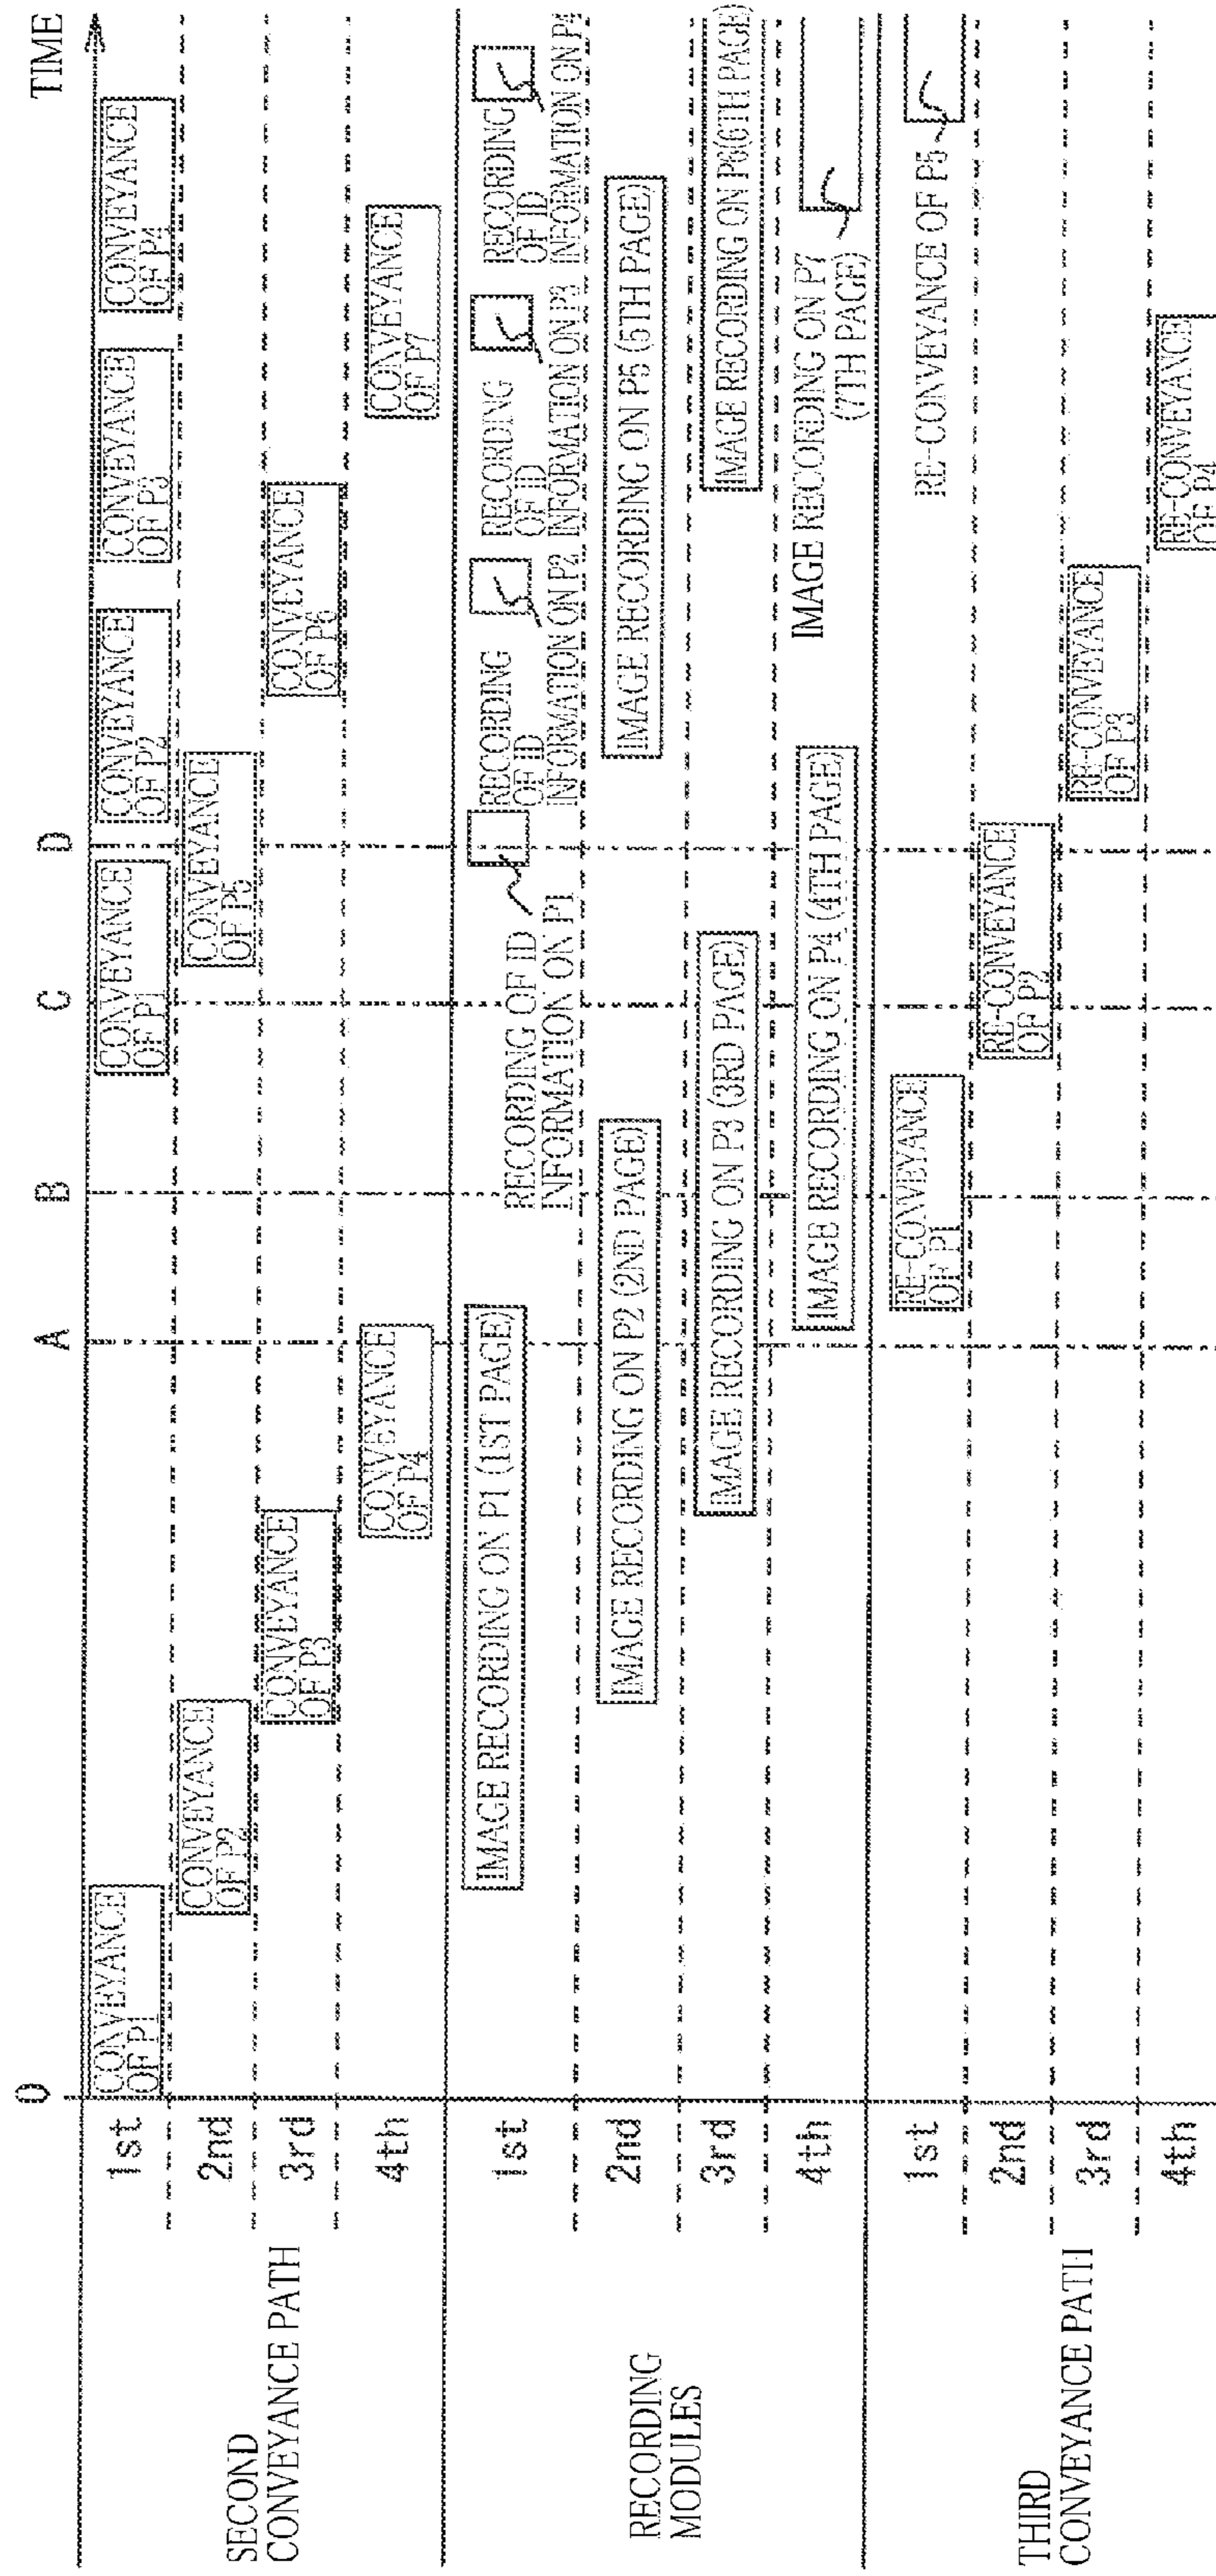 0
A
B
C
D
TIME
SECOND
CONVEYANCE PATH
1st
CONVEYANCE
OF P1
CONVEYANCE
OF P1
CONVEYANCE
OF P2
CONVEYANCE
OF P3
CONVEYANCE
OF P4
2nd
CONVEYANCE
OF P2
CONVEYANCE
OF P5
3rd
CONVEYANCE
OF P3
CONVEYANCE
OF P6
4th
CONVEYANCE
OF P4
CONVEYANCE
OF P7
RECORDING
MODULES
1st
IMAGE RECORDING ON P1 (1ST PAGE)
RECORDING OF ID
INFORMATION ON P1
RECORDING
OF ID
INFORMATION ON P2
RECORDING
OF ID
INFORMATION ON P3
RECORDING
OF ID
INFORMATION ON P4
2nd
IMAGE RECORDING ON P2 (2ND PAGE)
IMAGE RECORDING ON P5 (5TH PAGE)
3rd
IMAGE RECORDING ON P3 (3RD PAGE)
IMAGE RECORDING ON P6(6TH PAGE)
4th
IMAGE RECORDING ON P4 (4TH PAGE)
IMAGE RECORDING ON P7
(7TH PAGE)
THIRD
CONVEYANCE PATH
1st
RE-CONVEYANCE
OF P1
RE-CONVEYANCE OF P5
2nd
RE-CONVEYANCE
OF P2
3rd
RE-CONVEYANCE
OF P3
4th
RE-CONVEYANCE
OF P4